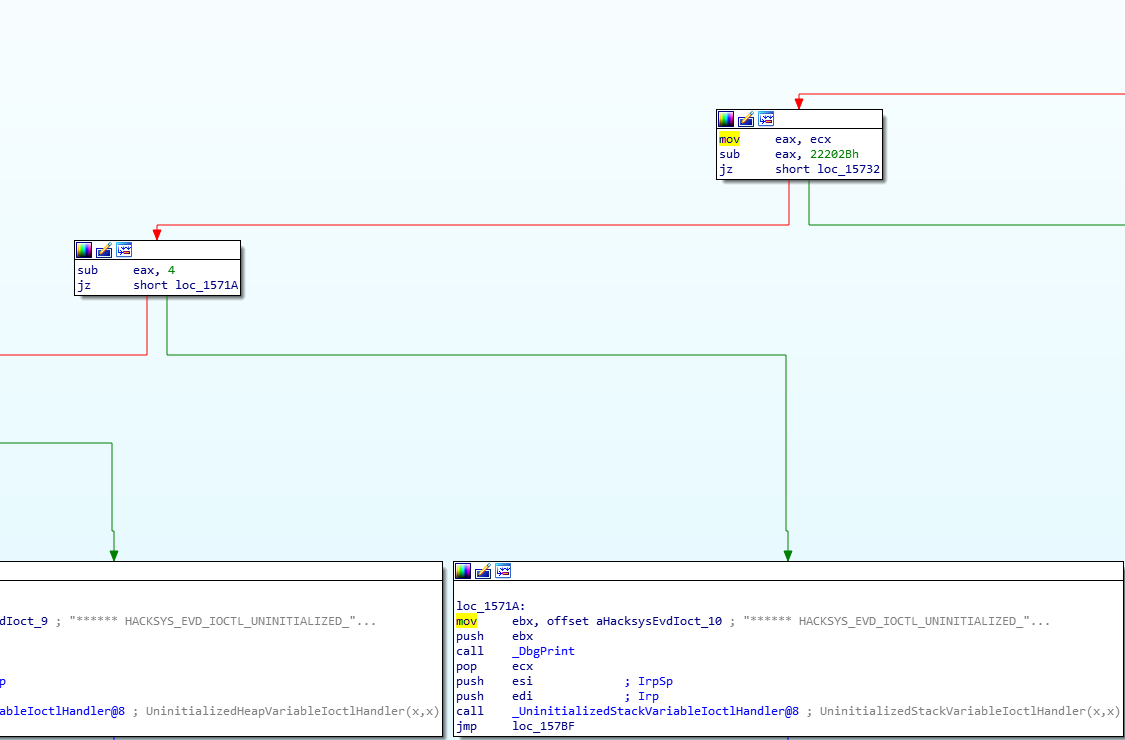 mov eax, ecx
sub eax, 22202Bh
jz short loc_15732
sub eax, 4
jz short loc_1571A
dIoct_9 ; "****** HACKSYS_EVD_IOCTL_UNINITIALIZED_"...
p
ableIoctlHandler@8 ; UninitializedHeapVariableIoctlHandler(x,x)
loc_1571A:
mov ebx, offset aHacksysEvdIoct_10 ; "****** HACKSYS_EVD_IOCTL_UNINITIALIZED_"...
push ebx
call _DbgPrint
pop ecx
push esi ; IrpSp
push edi ; Irp
call _UninitializedStackVariableIoctlHandler@8 ; UninitializedStackVariableIoctlHandler(x,x)
jmp loc_157BF